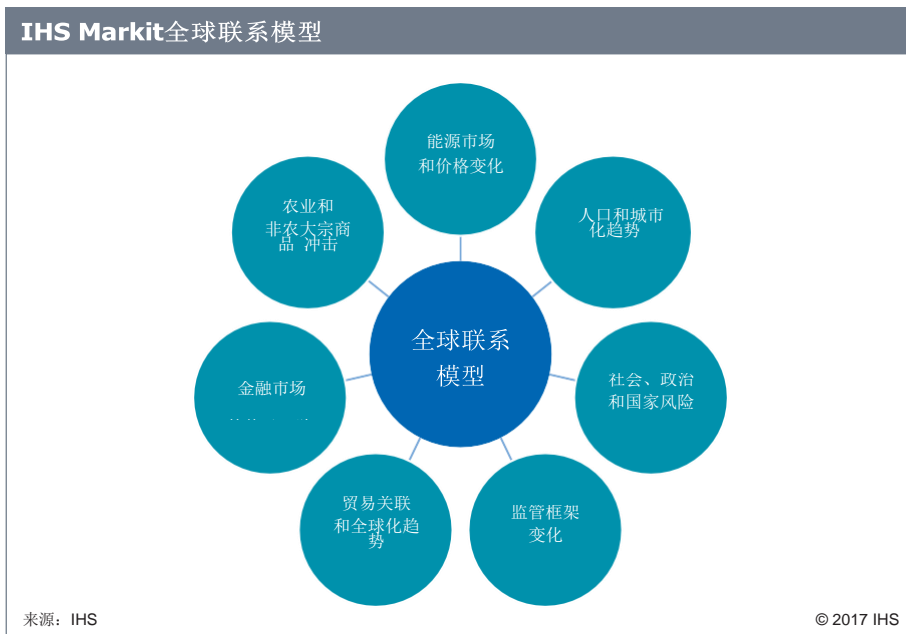 IHS Markit全球联系模型
能源市场
和价格变化
农业和
非农大宗商
品 冲击
人口和城市
化趋势
全球联系
模型
金融市场
社会、政治
和国家风险
贸易关联
和全球化趋
势
监管框架
变化
来源：IHS
© 2017 IHS